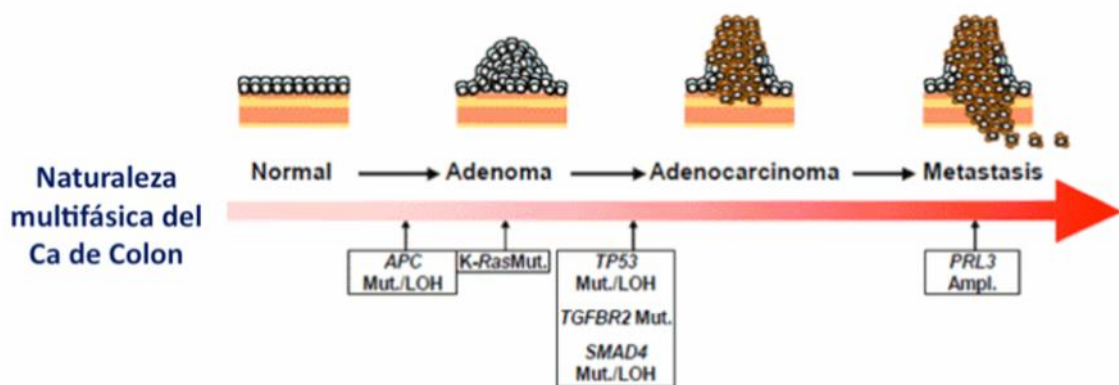 Naturaleza
multifásica del
Ca de Colon
Normal
Adenoma
Adenocarcinoma
Metastasis
APC
Mut./LOH
K-RasMut.
TP53
Mut./LOH
TGFBR2 Mut.
SMAD4
Mut./LOH
PRL3
Ampl.